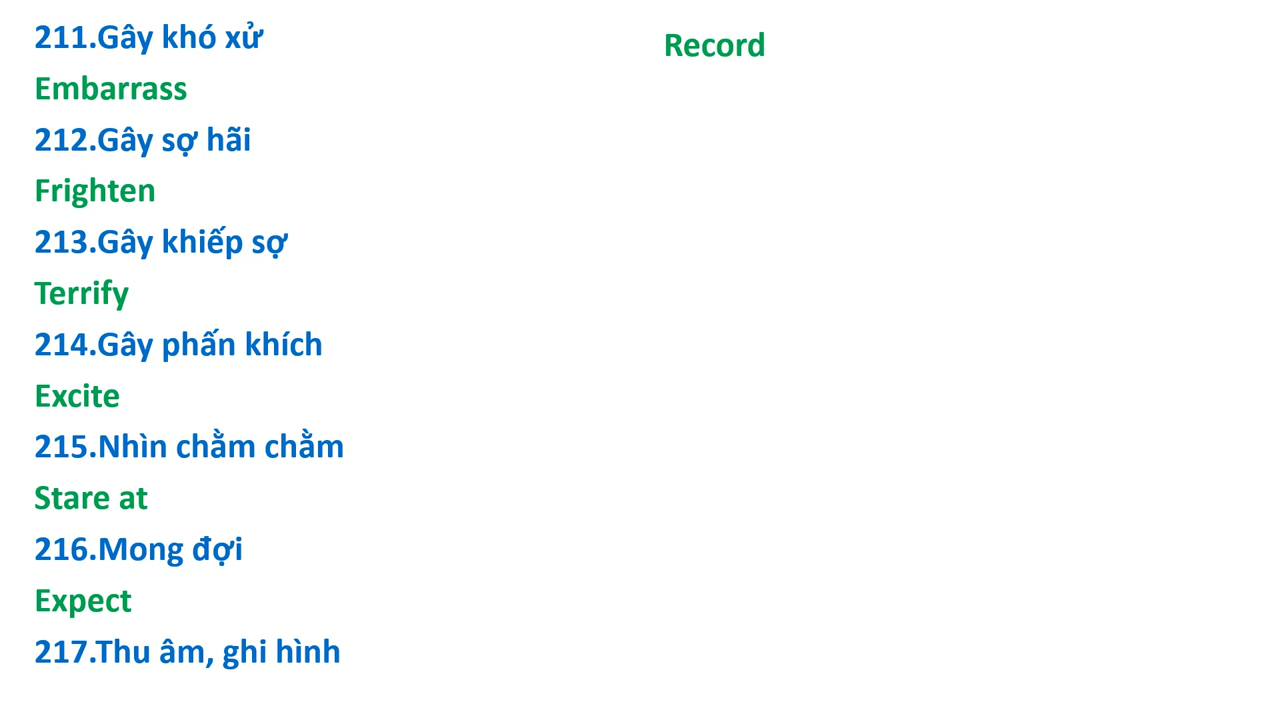 211.Gây khó xử
Embarrass
212.Gây sợ hãi
Frighten
213.Gây khiếp sợ
Terrify
214.Gây phấn khích
Excite
215.Nhìn chằm chằm
Stare at
216.Mong đợi
Expect
217.Thu âm, ghi hình
Record